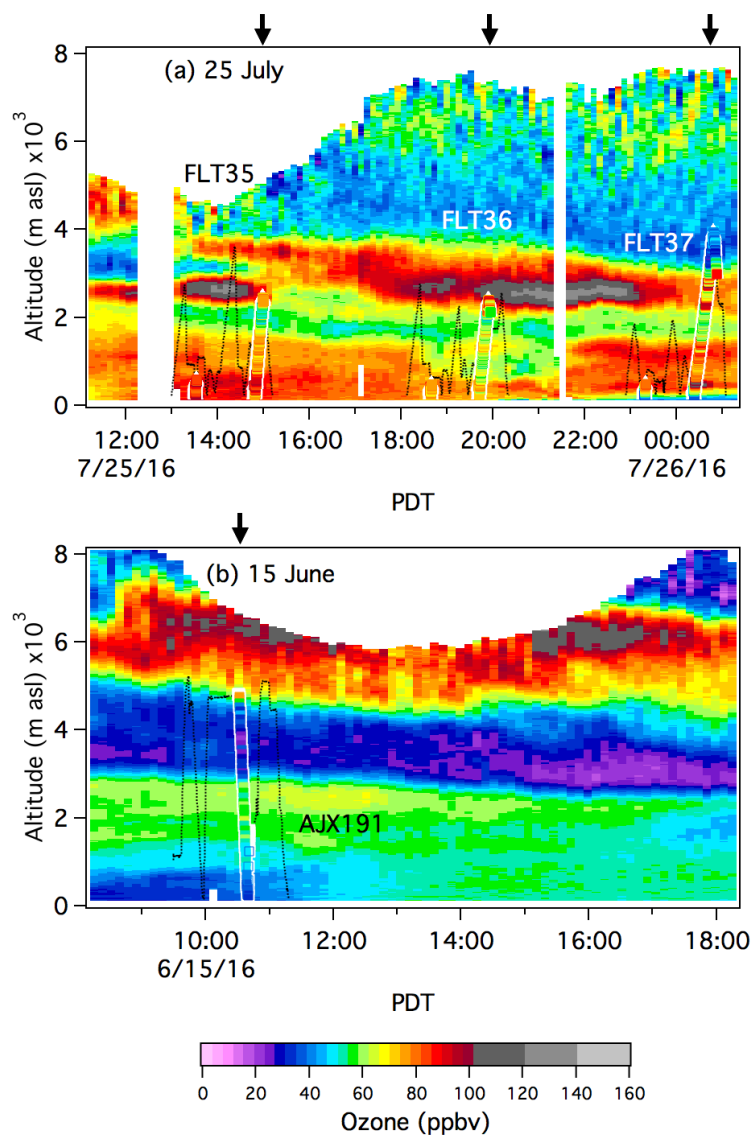 (a) 25 July
FLT35
FLT36
FLT37
Altitude (m asl) x10³
8
6
4
2
0
12:00 14:00 16:00 18:00 20:00 22:00 00:00
7/25/16 7/26/16
PDT
(b) 15 June
AJX191
Altitude (m asl) x10³
8
6
4
2
0
10:00 12:00 14:00 16:00 18:00
6/15/16
PDT
0 20 40 60 80 100 120 140 160
Ozone (ppbv)